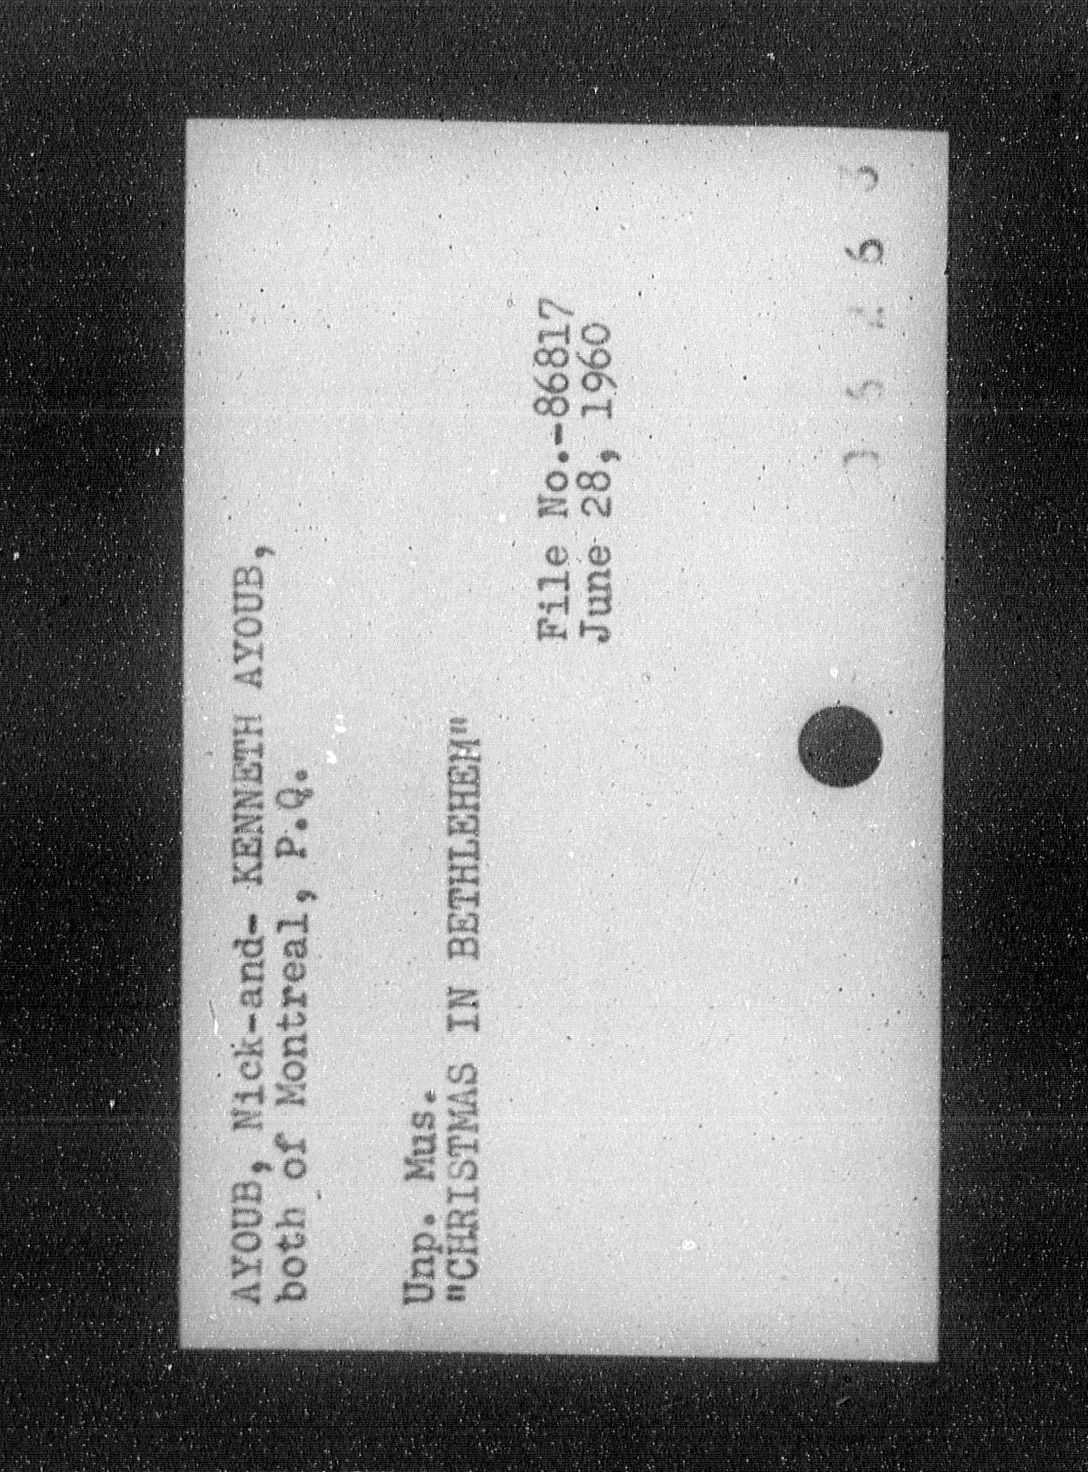 AYOUB, Nick-and- KENNETH AYOUB,
both of Montreal, P.Q.
Unp. Mus.
"CHRISTMAS IN BETHLEHEM"
File No.-86817
June 28, 1960